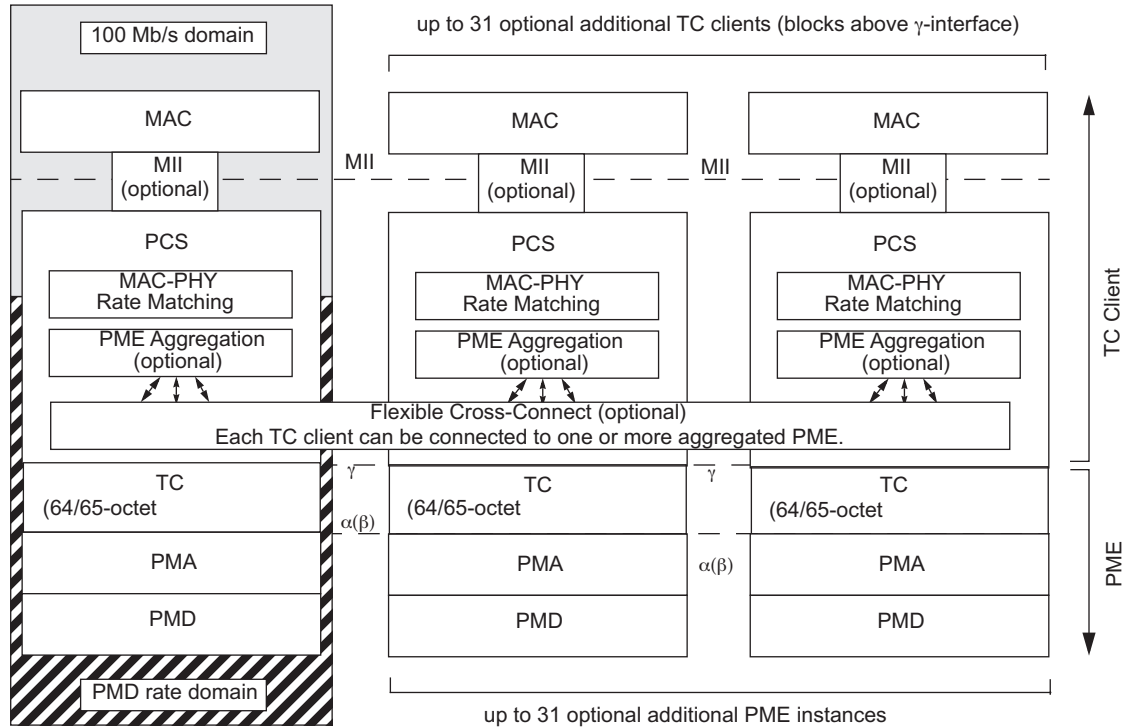 100 Mb/s domain
up to 31 optional additional TC clients (blocks above γ-interface)
MAC
MAC
MAC
MII
(optional)
MII
MII
(optional)
MII
MII
(optional)
PCS
PCS
PCS
MAC-PHY
Rate Matching
MAC-PHY
Rate Matching
MAC-PHY
Rate Matching
PME Aggregation
(optional)
PME Aggregation
(optional)
PME Aggregation
(optional)
TC Client
Flexible Cross-Connect (optional)
Each TC client can be connected to one or more aggregated PME.
γ
γ
TC
(64/65-octet
TC
(64/65-octet
TC
(64/65-octet
α(β)
α(β)
PMA
PMA
PMA
PME
PMD
PMD
PMD
PMD rate domain
up to 31 optional additional PME instances